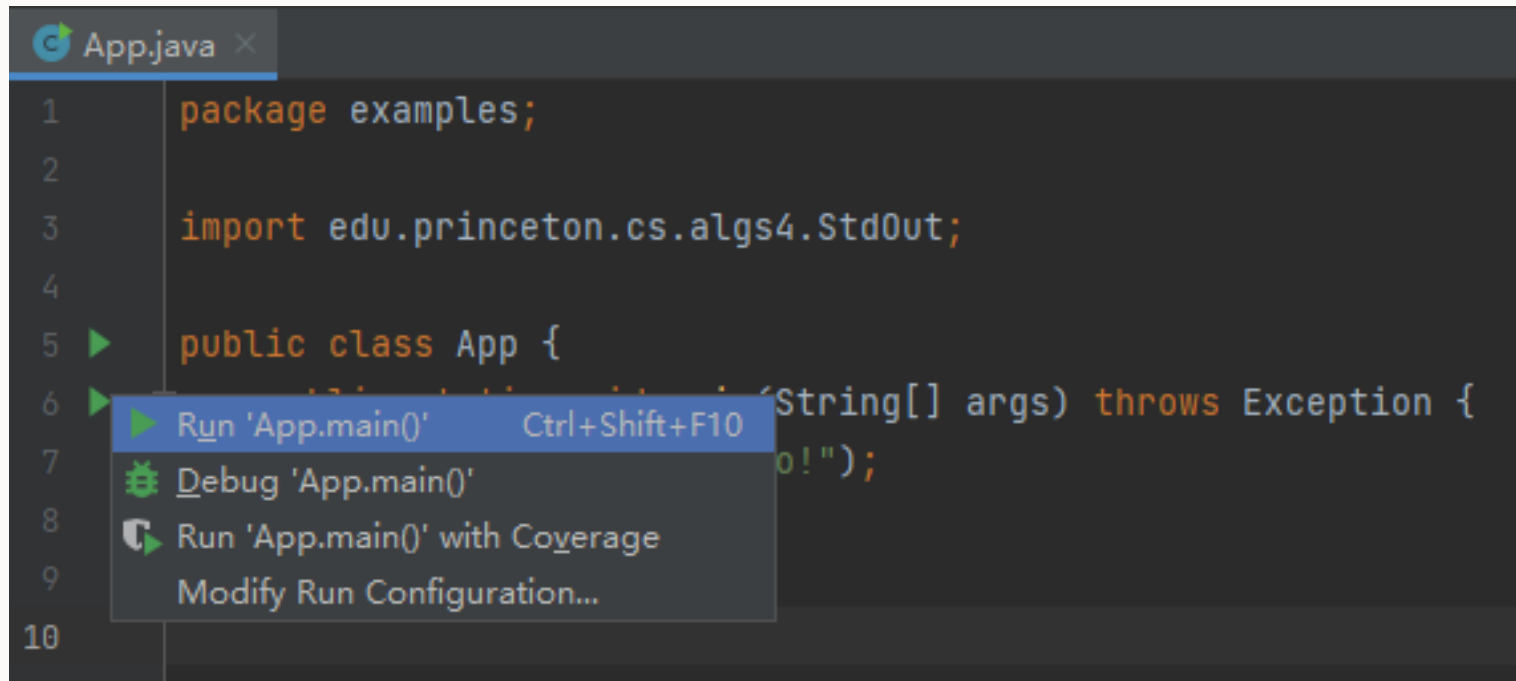 App.java
1 package examples;
2
3 import edu.princeton.cs.algs4.StdOut;
4
5 public class App {
6 (String[] args) throws Exception {
Run 'App.main()' Ctrl+Shift+F10
7 o!");
Debug 'App.main()'
8
Run 'App.main()' with Coverage
9
Modify Run Configuration...
10